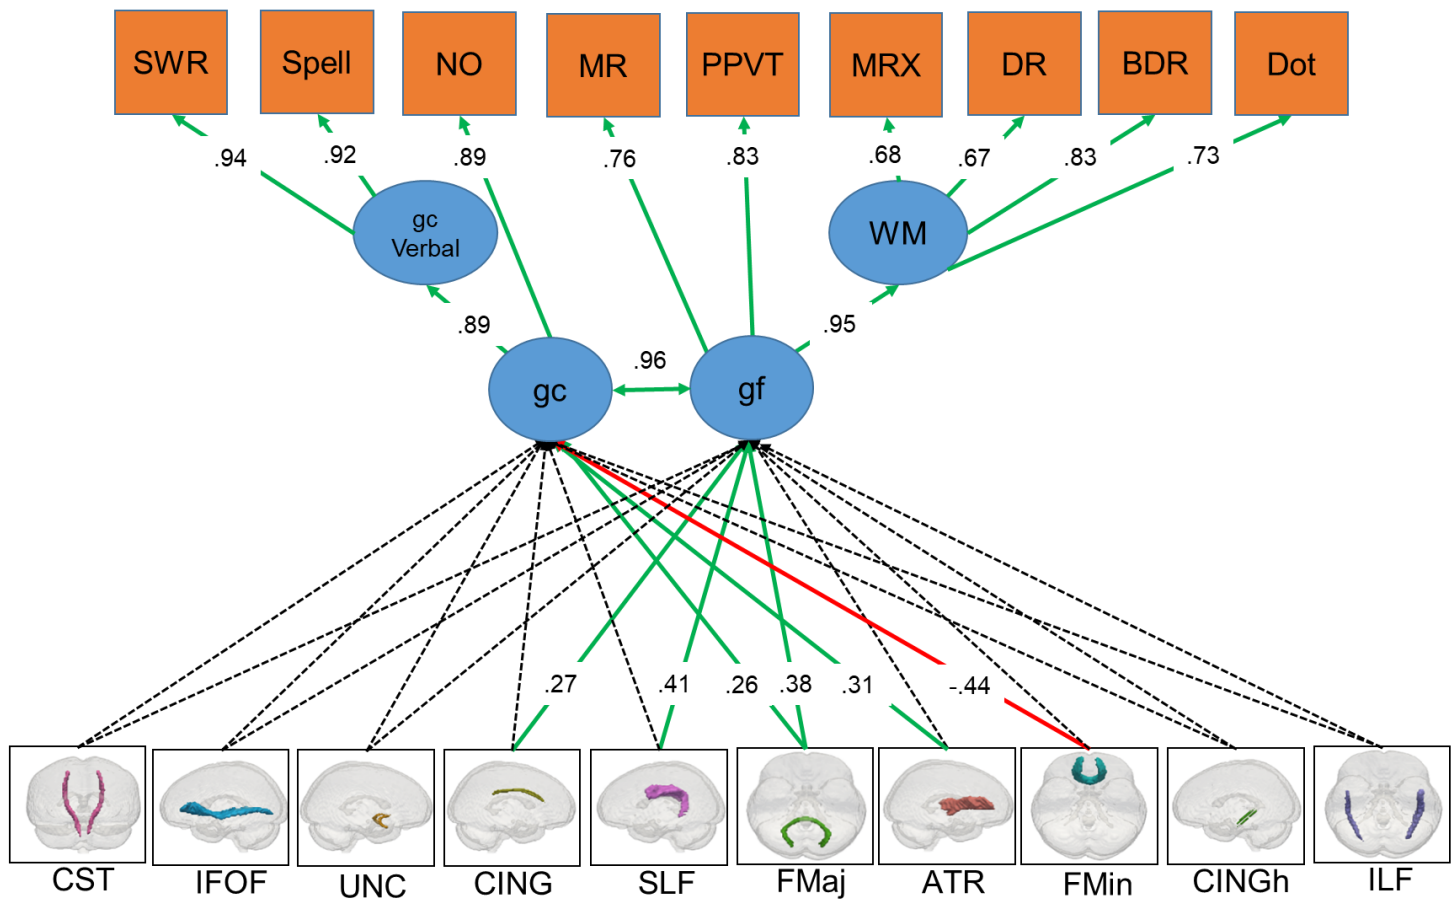 SWR
Spell
NO
MR
PPVT
MRX
DR
BDR
Dot
.94
.92
.89
.76
.83
.68
.67
.83
.73
gc
Verbal
WM
.89
.96
.95
gc
gf
.27
.41
.26
.38
.31
-.44
CST
IFOF
UNC
CING
SLF
FMaj
ATR
FMin
CINGh
ILF